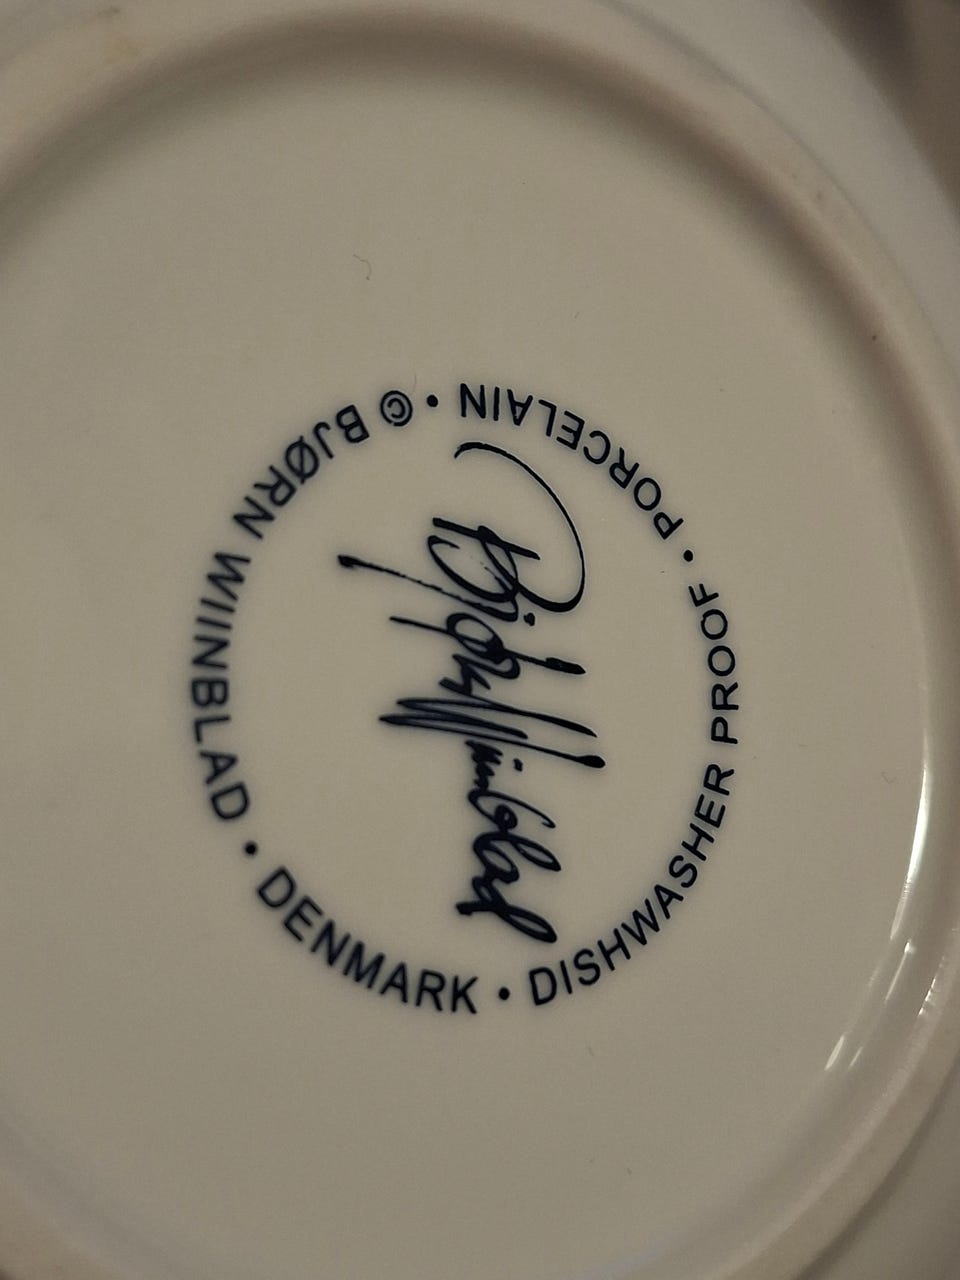 © BJØRN WIINBLAD • DENMARK • DISHWASHER PROOF • PORCELAIN •
Bjørn Wiinblad